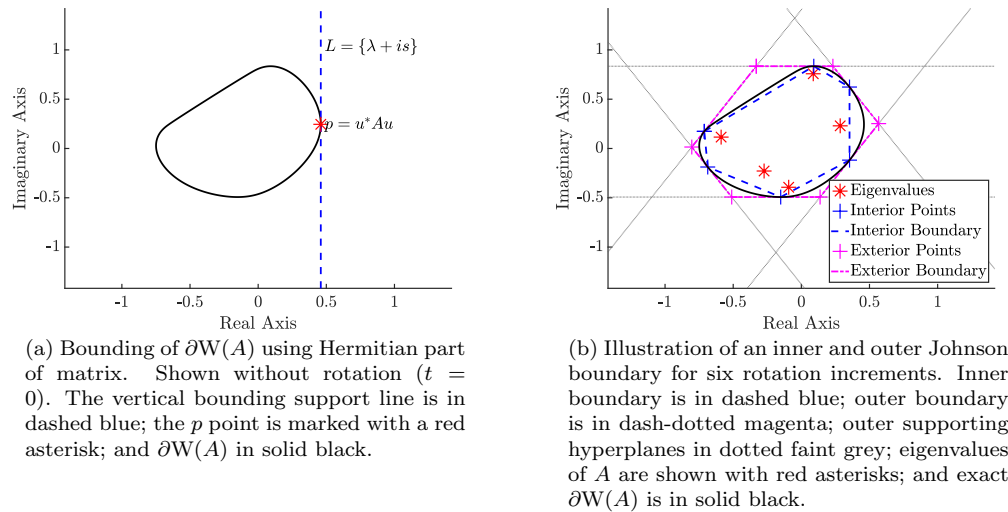 1
0.5
0
-0.5
-1
Imaginary Axis
L = {λ + is}
p = u*Au
-1
-0.5
0
0.5
1
Real Axis
(a) Bounding of ∂W(A) using Hermitian part
of matrix. Shown without rotation (t =
0). The vertical bounding support line is in
dashed blue; the p point is marked with a red
asterisk; and ∂W(A) in solid black.
1
0.5
0
-0.5
-1
Imaginary Axis
Eigenvalues
Interior Points
Interior Boundary
Exterior Points
Exterior Boundary
-1
-0.5
0
0.5
1
Real Axis
(b) Illustration of an inner and outer Johnson
boundary for six rotation increments. Inner
boundary is in dashed blue; outer boundary
is in dash-dotted magenta; outer supporting
hyperplanes in dotted faint grey; eigenvalues
of A are shown with red asterisks; and exact
∂W(A) is in solid black.